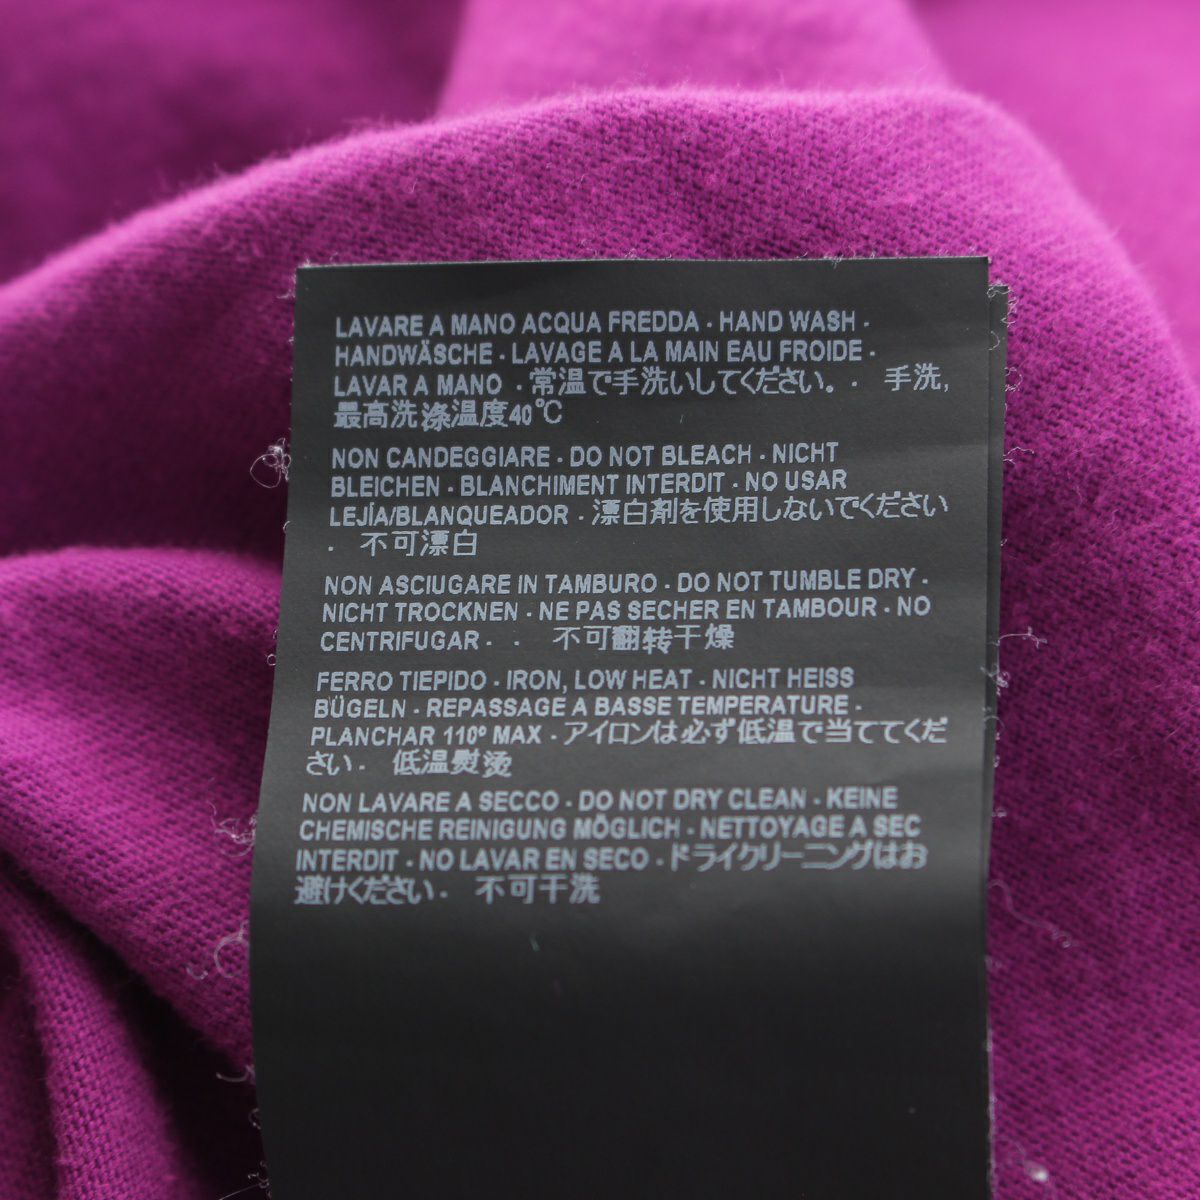 LAVARE A MANO ACQUA FREDDA - HAND WASH -
HANDWÄSCHE - LAVAGE A LA MAIN EAU FROIDE -
LAVAR A MANO - 常温で手洗いしてください。- 手洗,
最高洗涤温度40℃
NON CANDEGGIARE - DO NOT BLEACH - NICHT
BLEICHEN - BLANCHIMENT INTERDIT - NO USAR
LEJÍA/BLANQUEADOR - 漂白剤を使用しないでください
. 不可漂白
NON ASCIUGARE IN TAMBURO - DO NOT TUMBLE DRY -
NICHT TROCKNEN - NE PAS SECHER EN TAMBOUR - NO
CENTRIFUGAR - . 不可翻转干燥
FERRO TIEPIDO - IRON, LOW HEAT - NICHT HEISS
BÜGELN - REPASSAGE A BASSE TEMPERATURE -
PLANCHAR 110º MAX - アイロンは必ず低温で当ててくだ
さい. 低温熨烫
NON LAVARE A SECCO - DO NOT DRY CLEAN - KEINE
CHEMISCHE REINIGUNG MÖGLICH - NETTOYAGE A SEC
INTERDIT - NO LAVAR EN SECO - ドライクリーニングはお
避けください. 不可干洗